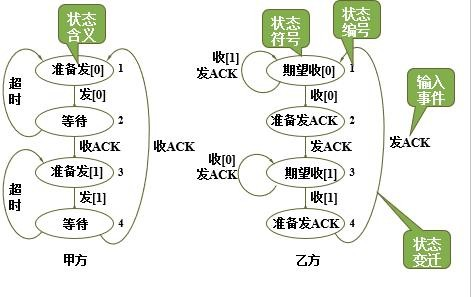 状态
含义
准备发[0]
1
发[0]
超
时
等待
2
收ACK
收ACK
准备发[1]
3
发[1]
超
时
等待
4
甲方
状态
符号
状态
编号
收[1]
发ACK
期望收[0]
1
收[0]
准备发ACK
2
发ACK
输入
事件
发ACK
收[0]
发ACK
期望收[1]
3
收[1]
准备发ACK
4
状态
变迁
乙方